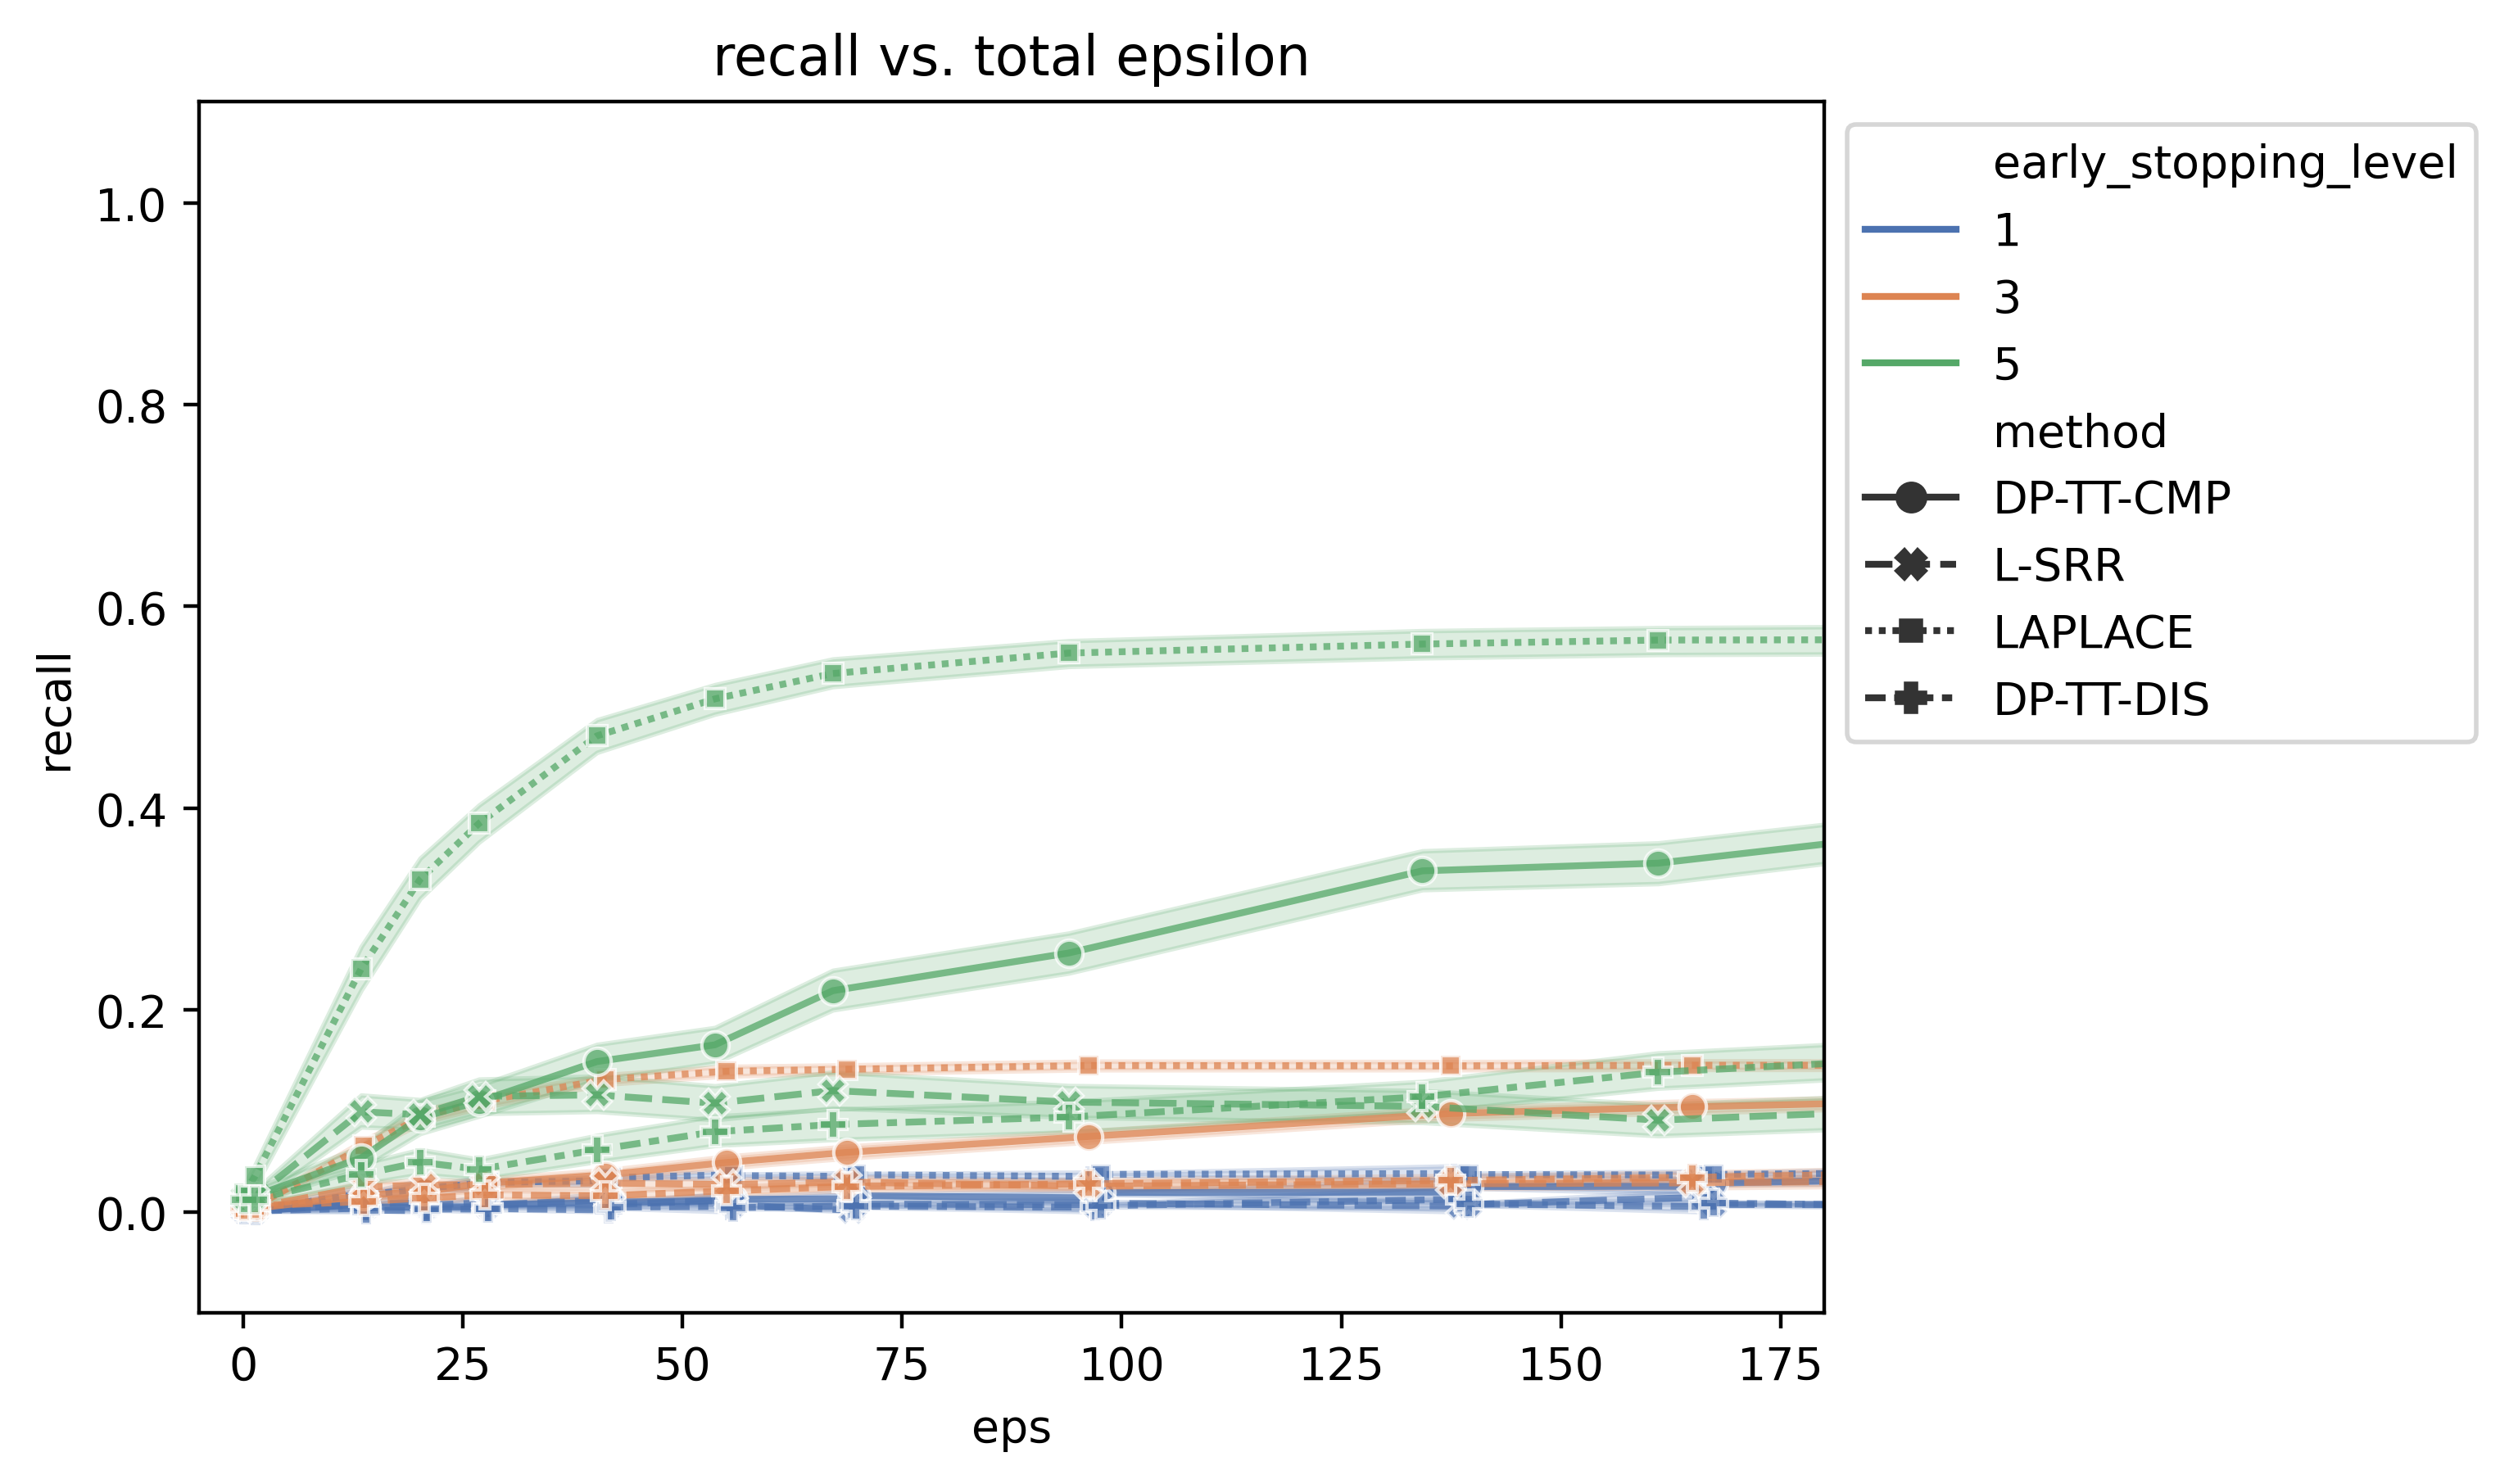 recall vs. total epsilon
1.0
0.8
0.6
0.4
0.2
0.0
recall
0 25 50 75 100 125 150 175
eps
early_stopping_level
1
3
5
method
DP-TT-CMP
L-SRR
LAPLACE
DP-TT-DIS